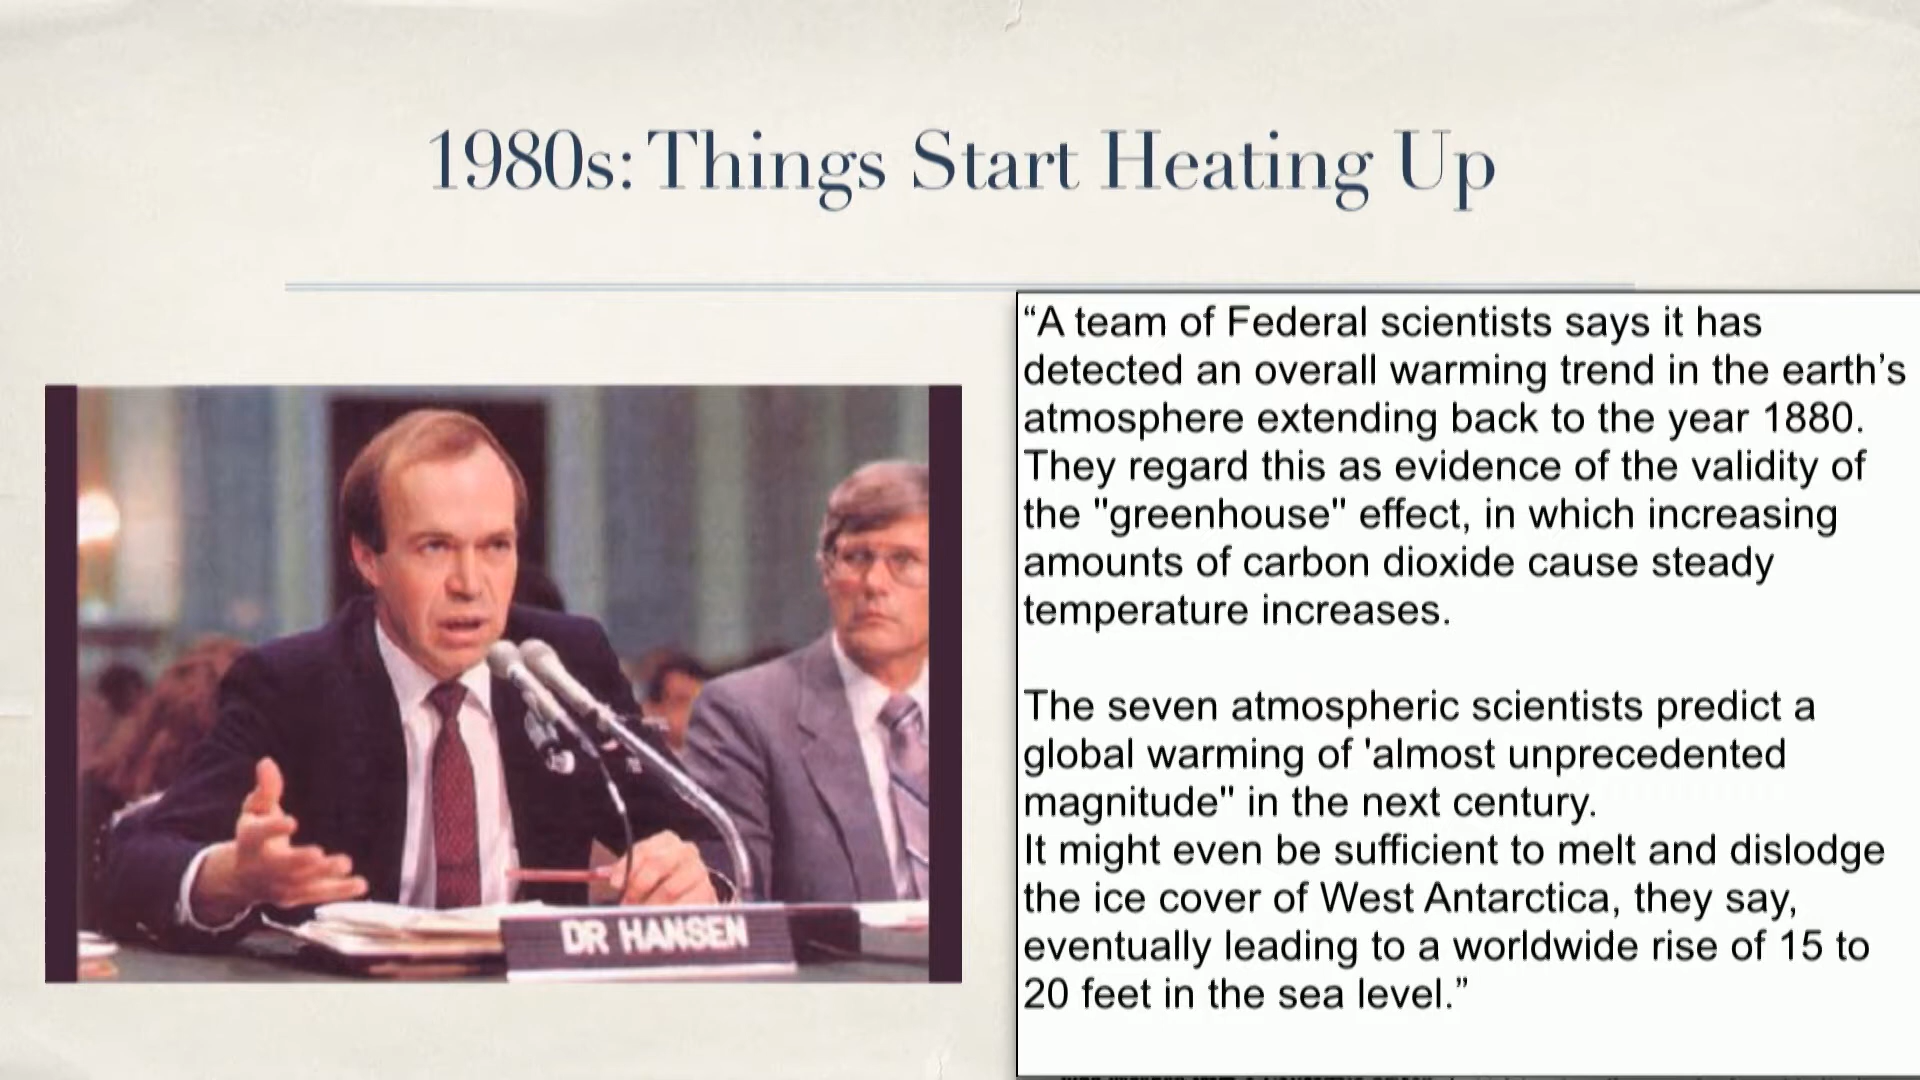 1980s: Things Start Heating Up
“A team of Federal scientists says it has
detected an overall warming trend in the earth’s
atmosphere extending back to the year 1880.
They regard this as evidence of the validity of
the "greenhouse" effect, in which increasing
amounts of carbon dioxide cause steady
temperature increases.
The seven atmospheric scientists predict a
global warming of 'almost unprecedented
magnitude" in the next century.
It might even be sufficient to melt and dislodge
the ice cover of West Antarctica, they say,
eventually leading to a worldwide rise of 15 to
20 feet in the sea level.”
DR HANSEN